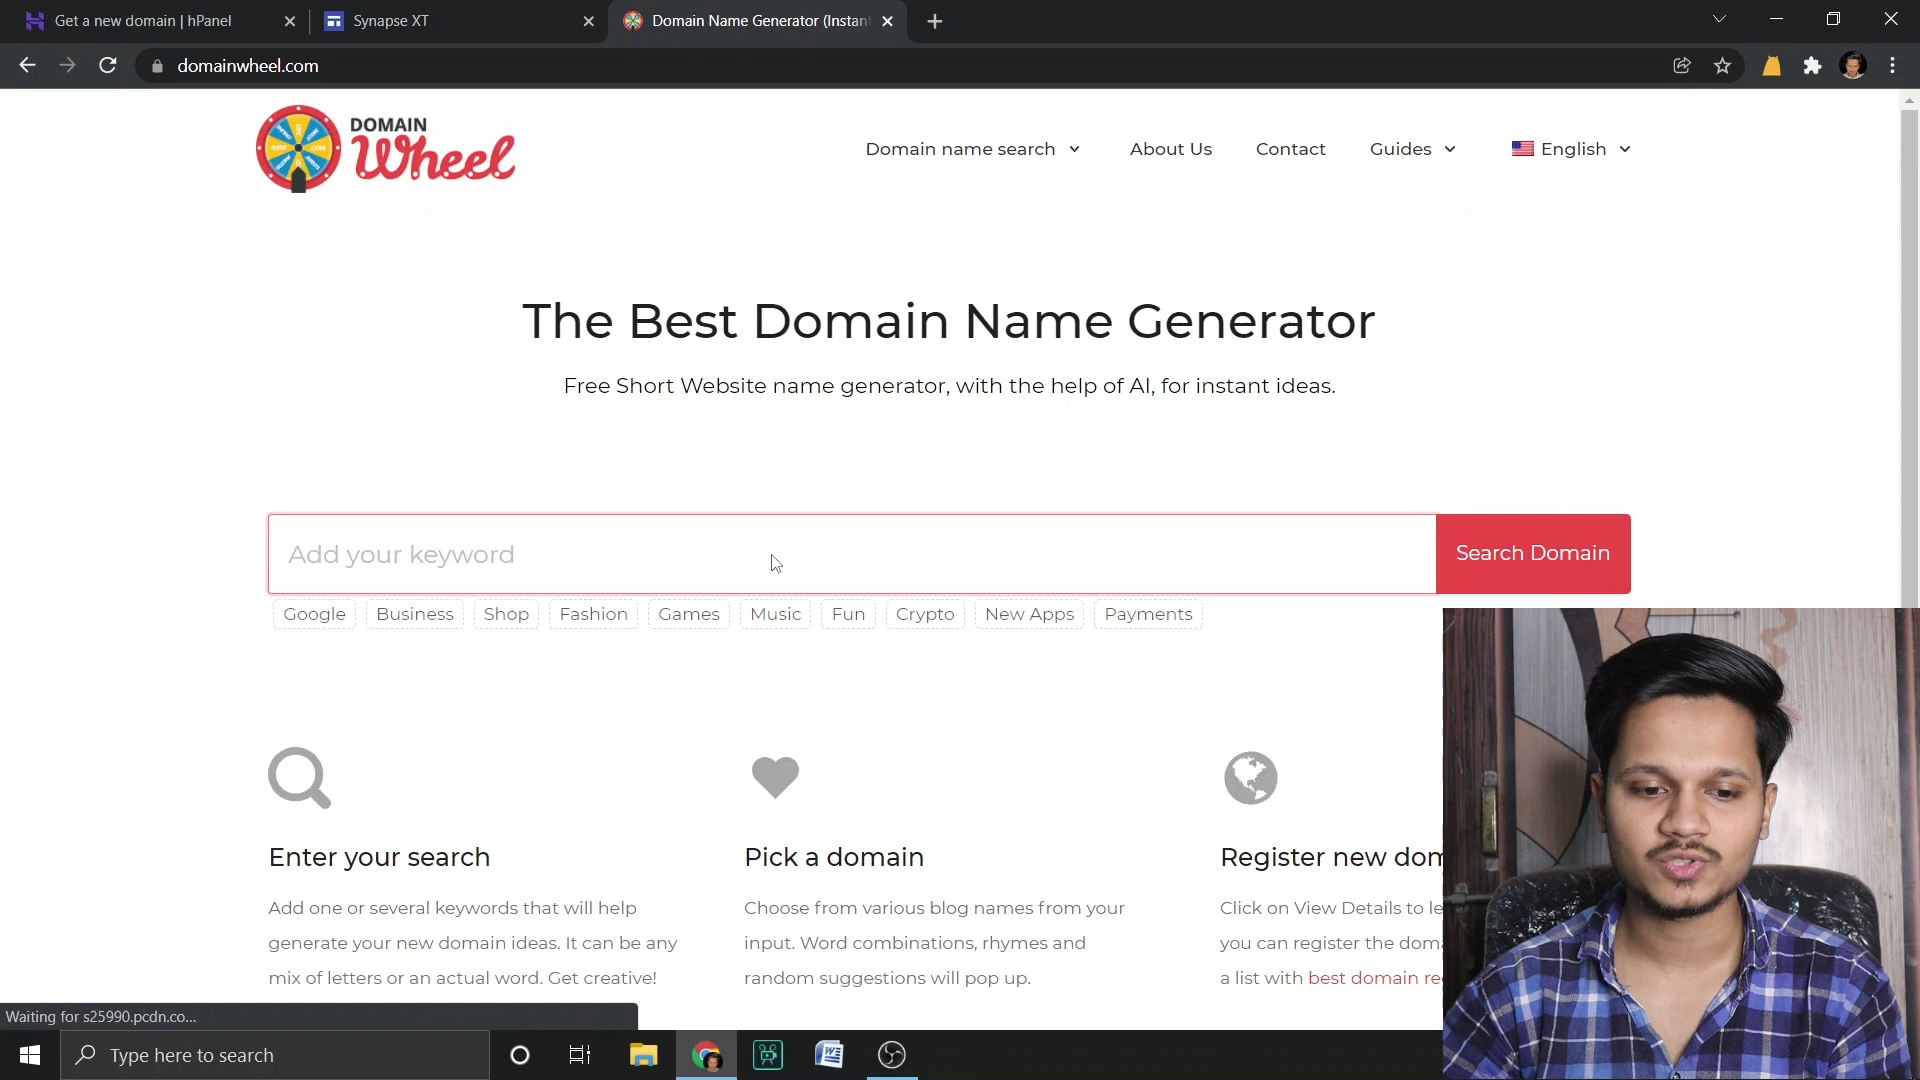 Get a new domain | hPanel
Synapse XT
Domain Name Generator (Instan
domainwheel.com
DOMAIN
Wheel
Domain name search
About Us
Contact
Guides
English
The Best Domain Name Generator
Free Short Website name generator, with the help of AI, for instant ideas.
Add your keyword
Search Domain
Google
Business
Shop
Fashion
Games
Music
Fun
Crypto
New Apps
Payments
Enter your search
Add one or several keywords that will help
generate your new domain ideas. It can be any
mix of letters or an actual word. Get creative!
Pick a domain
Choose from various blog names from your
input. Word combinations, rhymes and
random suggestions will pop up.
Register new dom
Click on View Details to le
you can register the doma
a list with best domain re
Waiting for s25990.pcdn.co...
Type here to search